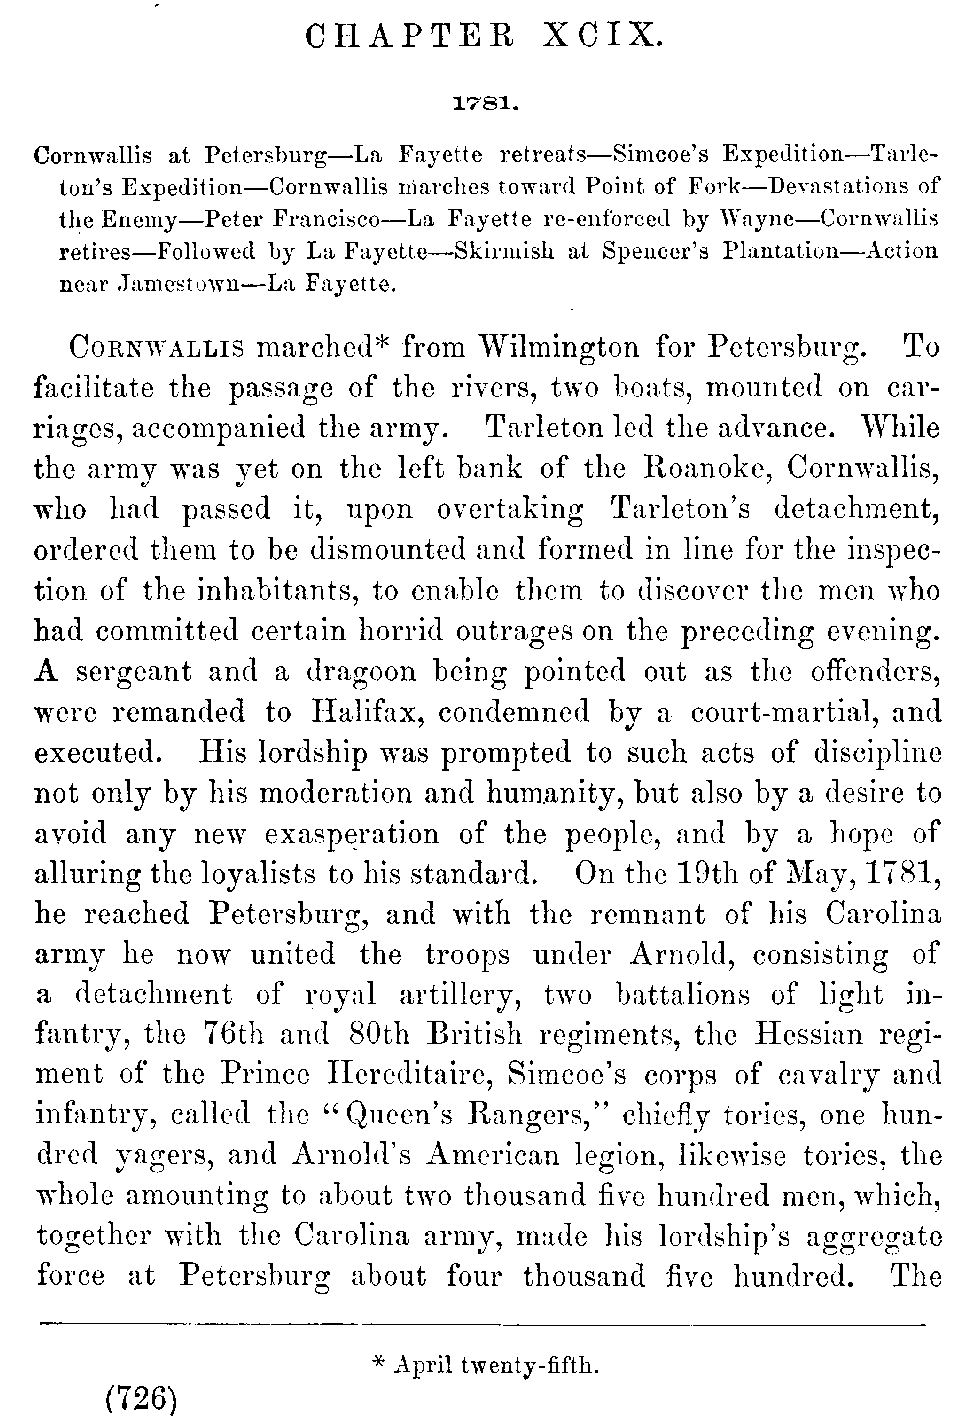 CHAPTER XCIX.
1781.
Cornwallis at Petersburg—La Fayette retreats—Simcoe's Expedition—Tarle-
ton's Expedition—Cornwallis marches toward Point of Fork—Devastations of
the Enemy—Peter Francisco—La Fayette re-enforced by Wayne—Cornwallis
retires—Followed by La Fayette—Skirmish at Spencer's Plantation—Action
near Jamestown—La Fayette.
CORNWALLIS marched* from Wilmington for Petersburg. To
facilitate the passage of the rivers, two boats, mounted on car-
riages, accompanied the army. Tarleton led the advance. While
the army was yet on the left bank of the Roanoke, Cornwallis,
who had passed it, upon overtaking Tarleton's detachment,
ordered them to be dismounted and formed in line for the inspec-
tion of the inhabitants, to enable them to discover the men who
had committed certain horrid outrages on the preceding evening.
A sergeant and a dragoon being pointed out as the offenders,
were remanded to Halifax, condemned by a court-martial, and
executed. His lordship was prompted to such acts of discipline
not only by his moderation and humanity, but also by a desire to
avoid any new exasperation of the people, and by a hope of
alluring the loyalists to his standard. On the 19th of May, 1781,
he reached Petersburg, and with the remnant of his Carolina
army he now united the troops under Arnold, consisting of
a detachment of royal artillery, two battalions of light in-
fantry, the 76th and 80th British regiments, the Hessian regi-
ment of the Prince Hereditaire, Simcoe's corps of cavalry and
infantry, called the "Queen's Rangers," chiefly tories, one hun-
dred yagers, and Arnold's American legion, likewise tories, the
whole amounting to about two thousand five hundred men, which,
together with the Carolina army, made his lordship's aggregate
force at Petersburg about four thousand five hundred. The
* April twenty-fifth.
(726)